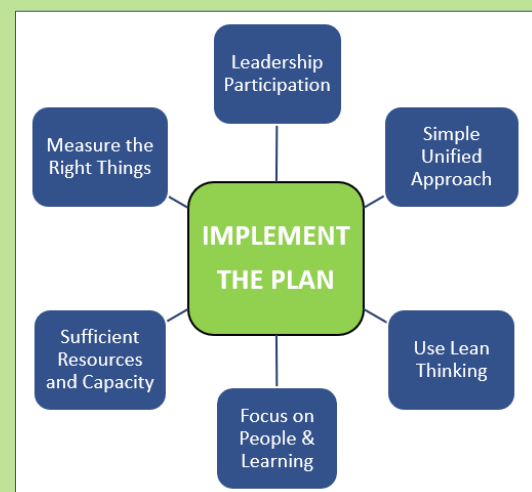 Leadership
Participation
Simple
Unified
Approach
Use Lean
Thinking
Focus on
People &
Learning
Sufficient
Resources
and Capacity
Measure the
Right Things
IMPLEMENT
THE PLAN